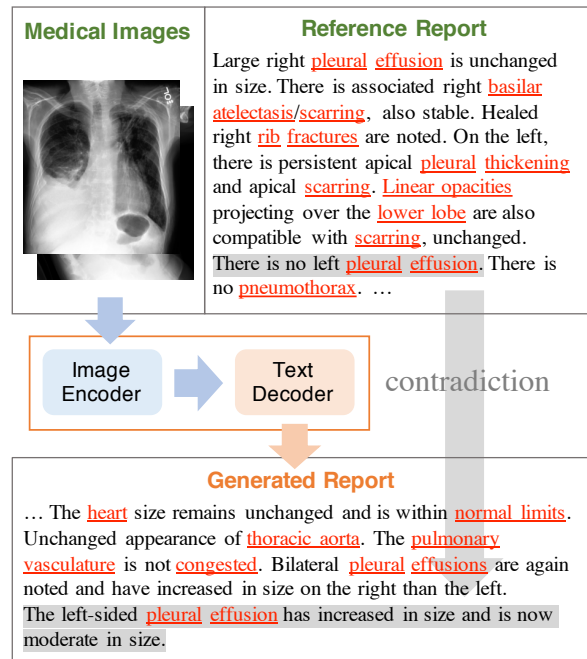 Medical Images
Reference Report
Large right pleural effusion is unchanged
in size. There is associated right basilar
atelectasis/scarring, also stable. Healed
right rib fractures are noted. On the left,
there is persistent apical pleural thickening
and apical scarring. Linear opacities
projecting over the lower lobe are also
compatible with scarring, unchanged.
There is no left pleural effusion. There is
no pneumothorax. …
Image
Encoder
Text
Decoder
contradiction
Generated Report
… The heart size remains unchanged and is within normal limits.
Unchanged appearance of thoracic aorta. The pulmonary
vasculature is not congested. Bilateral pleural effusions are again
noted and have increased in size on the right than the left.
The left-sided pleural effusion has increased in size and is now
moderate in size.